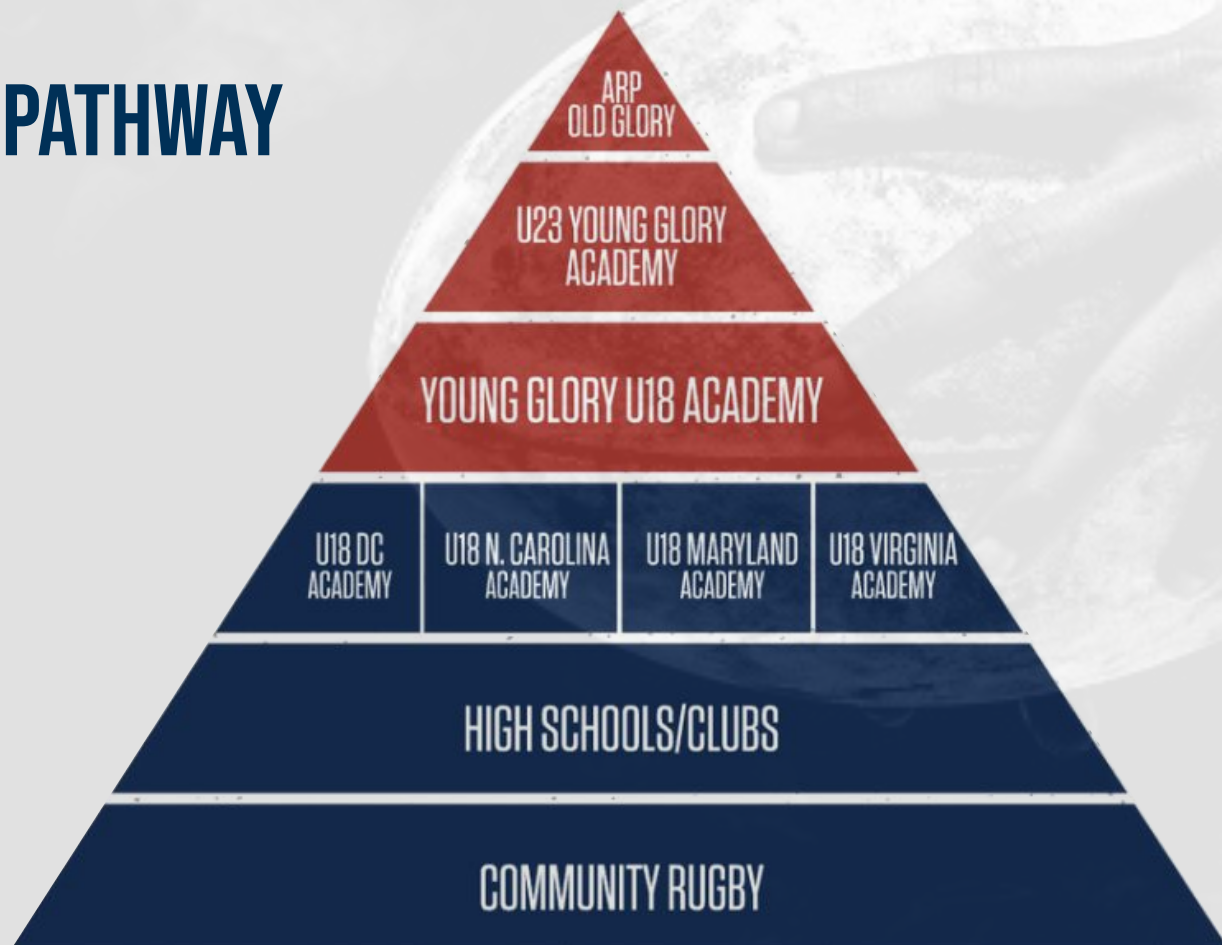 PATHWAY
ARP
OLD GLORY
U23 YOUNG GLORY
ACADEMY
YOUNG GLORY U18 ACADEMY
U18 DC
ACADEMY
U18 N. CAROLINA
ACADEMY
U18 MARYLAND
ACADEMY
U18 VIRGINIA
ACADEMY
HIGH SCHOOLS/CLUBS
COMMUNITY RUGBY